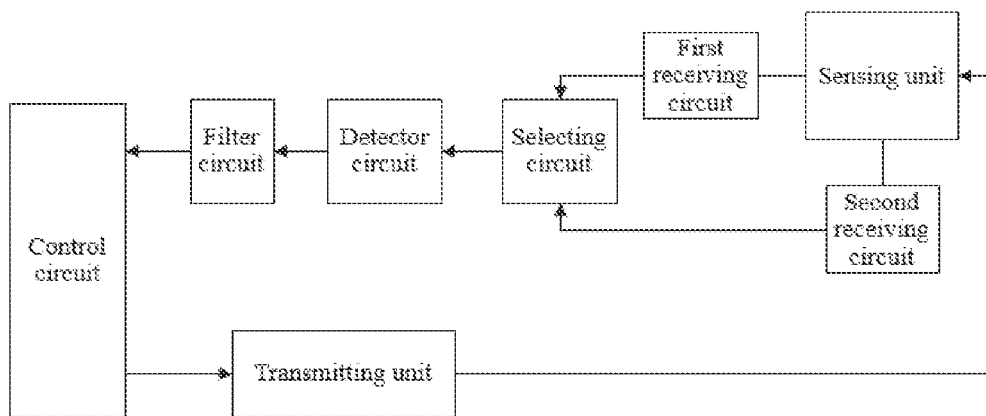 First
receiving
circuit
Sensing unit
Filter
circuit
Detector
circuit
Selecting
circuit
Second
receiving
circuit
Control
circuit
Transmitting unit